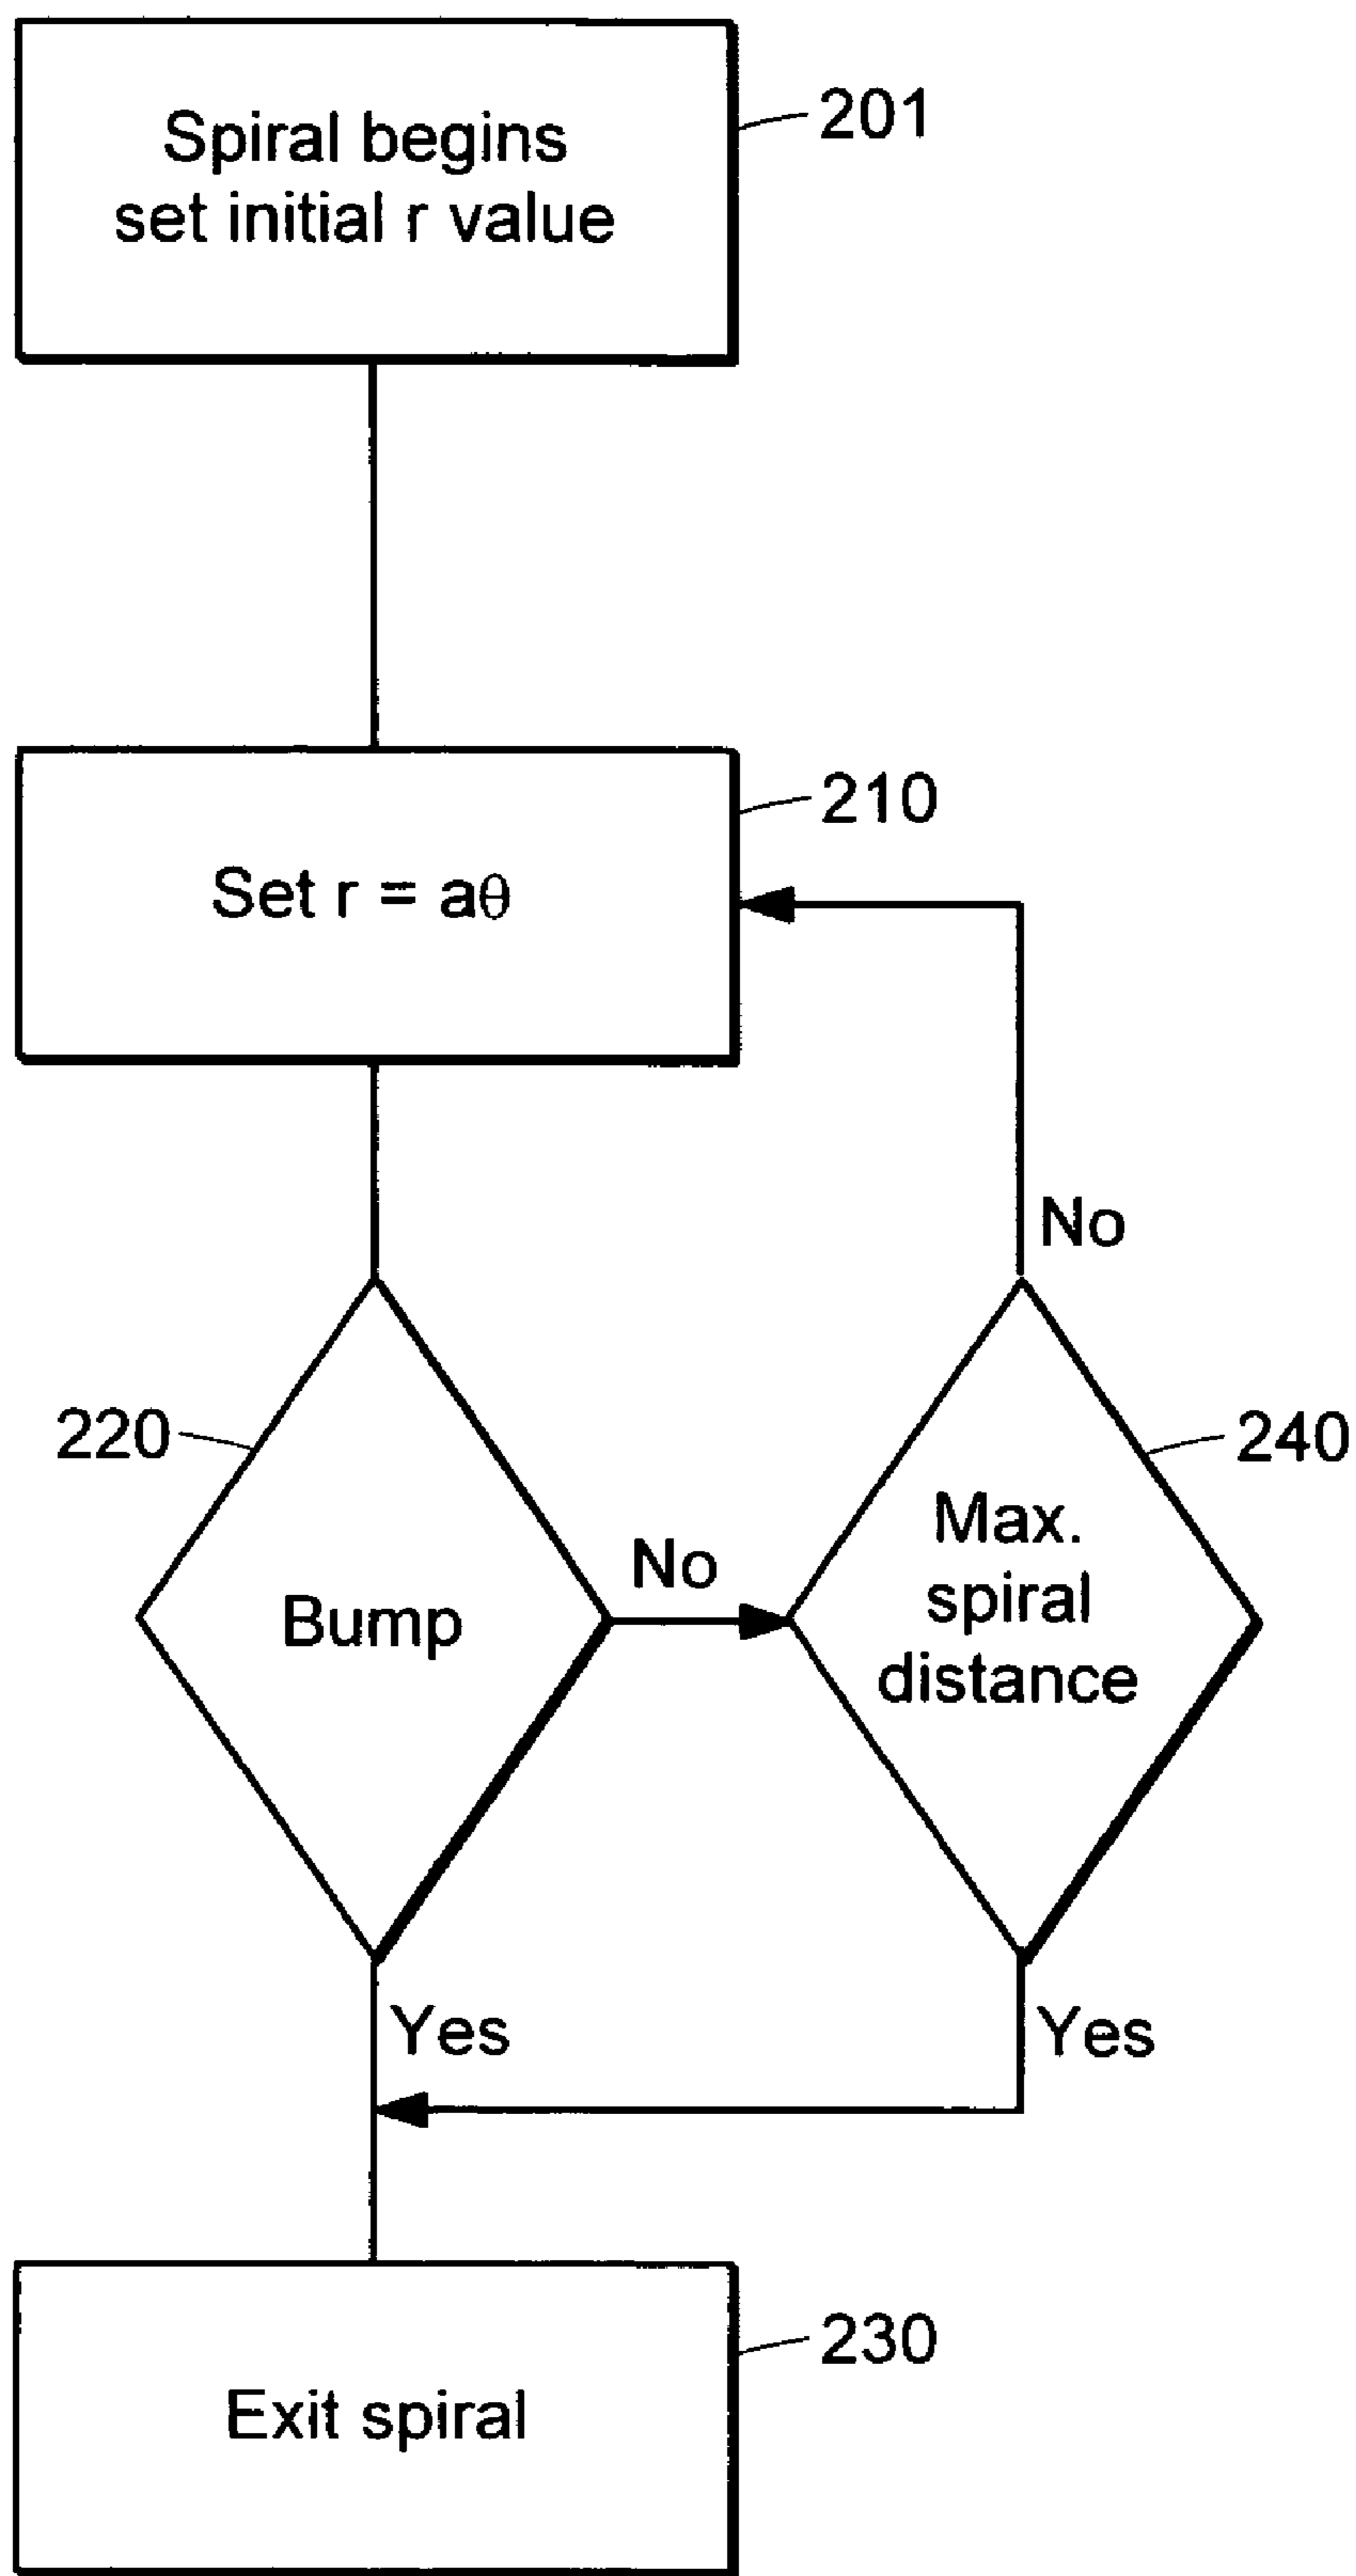 Spiral begins
set initial r value
201
210
Set r = aθ
No
220
240
Bump
No
Max.
spiral
distance
Yes
Yes
230
Exit spiral